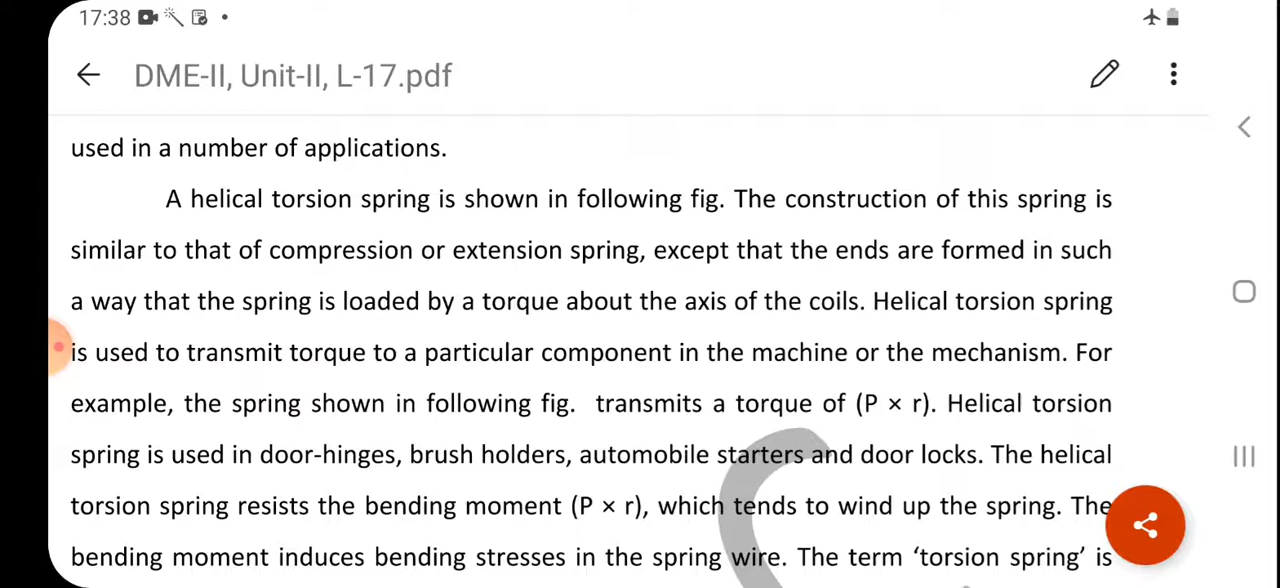 17:38
DME-II, Unit-II, L-17.pdf
used in a number of applications.
A helical torsion spring is shown in following fig. The construction of this spring is
similar to that of compression or extension spring, except that the ends are formed in such
a way that the spring is loaded by a torque about the axis of the coils. Helical torsion spring
is used to transmit torque to a particular component in the machine or the mechanism. For
example, the spring shown in following fig. transmits a torque of (P × r). Helical torsion
spring is used in door-hinges, brush holders, automobile starters and door locks. The helical
torsion spring resists the bending moment (P × r), which tends to wind up the spring. The
bending moment induces bending stresses in the spring wire. The term ‘torsion spring’ is